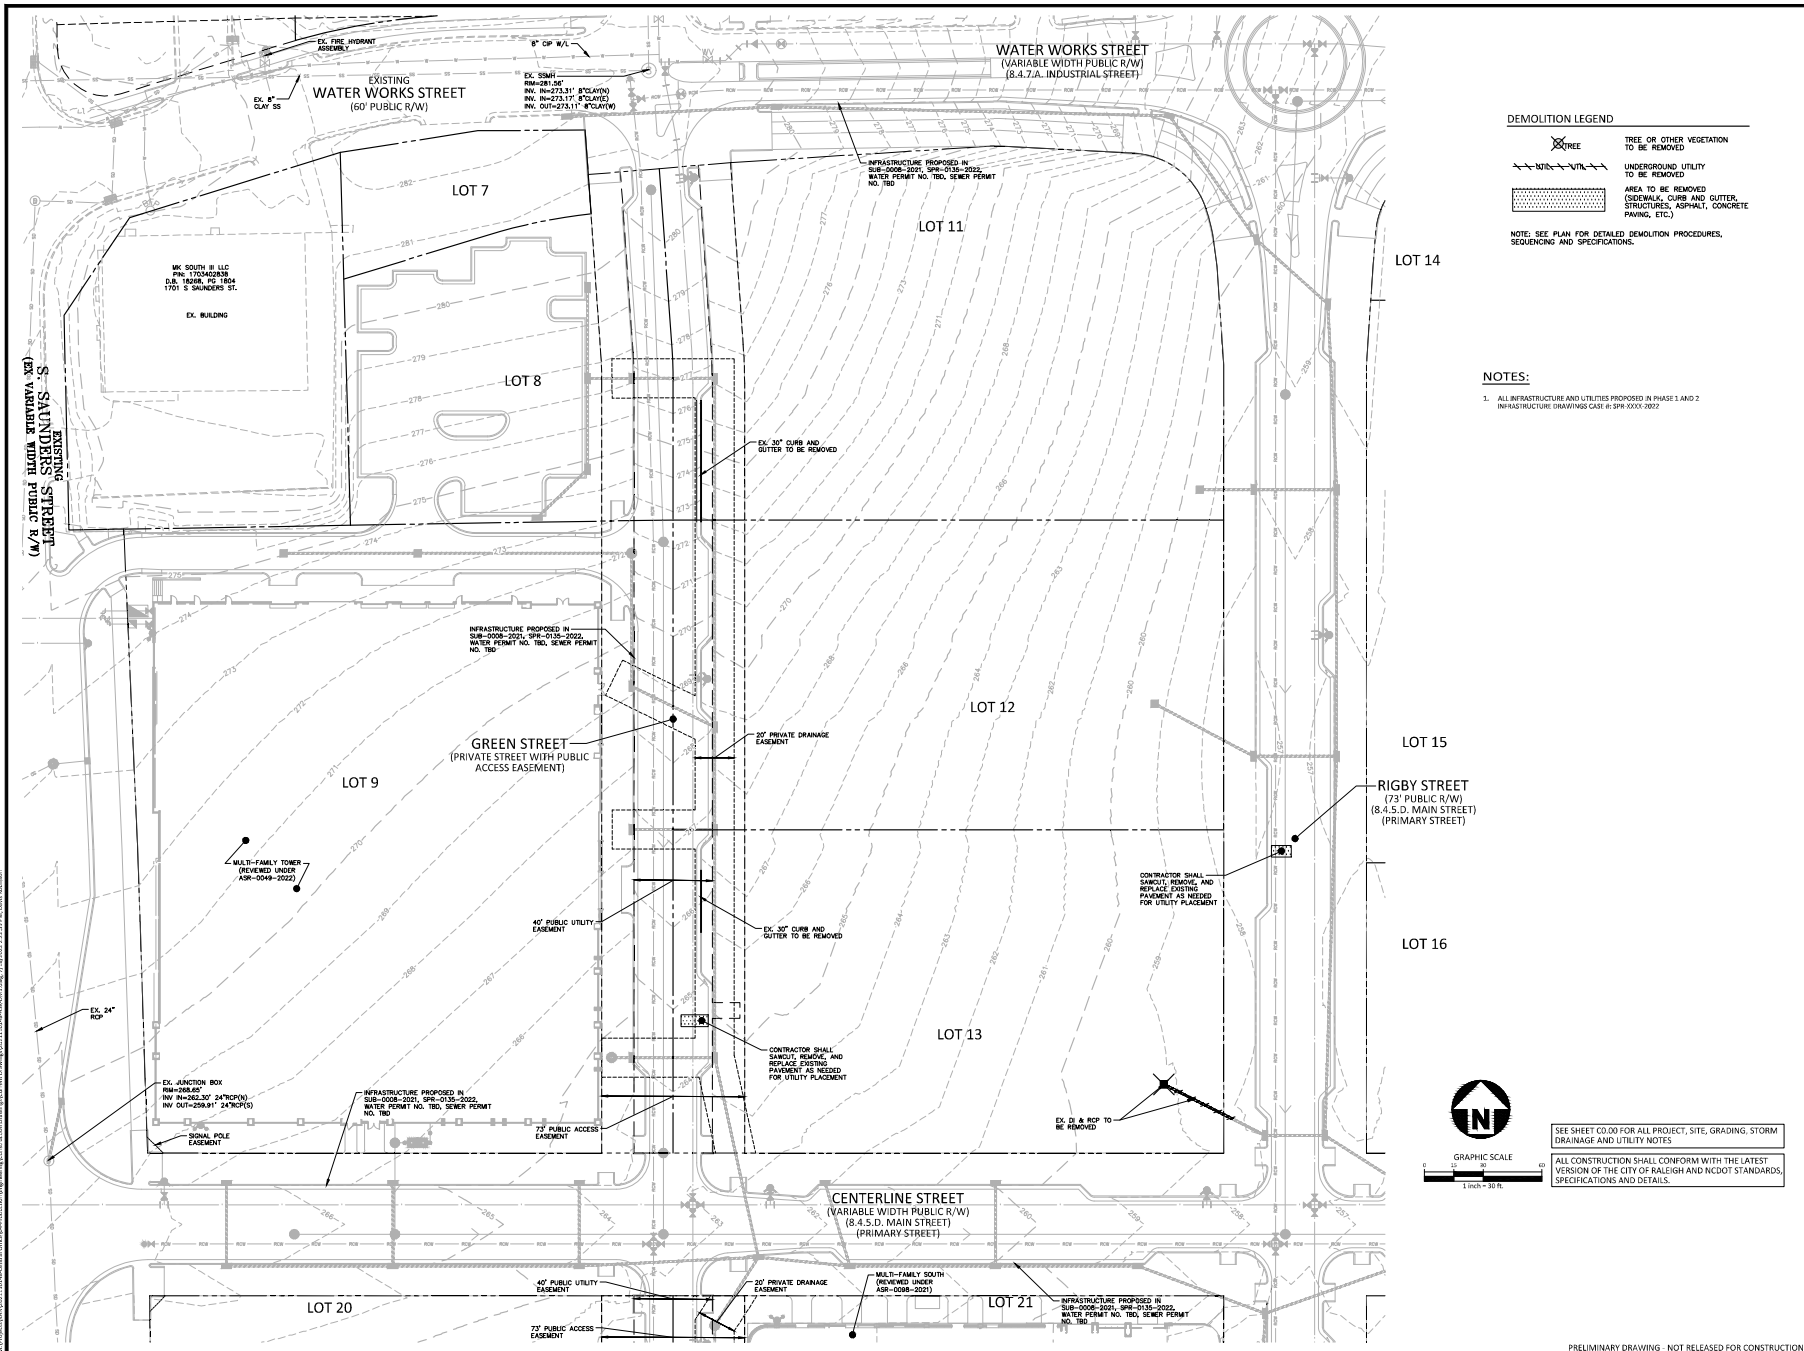 EX. FIRE HYDRANT
ASSEMBLY
8" CIP W/L
EX. 8"
CLAY SS
EXISTING
WATER WORKS STREET
(60' PUBLIC R/W)
EX. SSMH
RIM=281.56'
INV. IN=273.31' 8"CLAY(N)
INV. IN=273.17' 8"CLAY(E)
INV. OUT=273.11' 8"CLAY(W)
WATER WORKS STREET
(VARIABLE WIDTH PUBLIC R/W)
(8.4.7.A. INDUSTRIAL STREET)
INFRASTRUCTURE PROPOSED IN
SUB-0008-2021, SPR-0135-2022,
WATER PERMIT NO. TBD, SEWER PERMIT
NO. TBD
DEMOLITION LEGEND
TREE
TREE OR OTHER VEGETATION
TO BE REMOVED
UTIL UTIL
UNDERGROUND UTILITY
TO BE REMOVED
AREA TO BE REMOVED
(SIDEWALK, CURB AND GUTTER,
STRUCTURES, ASPHALT, CONCRETE
PAVING, ETC.)
NOTE: SEE PLAN FOR DETAILED DEMOLITION PROCEDURES,
SEQUENCING AND SPECIFICATIONS.
NOTES:
1. ALL INFRASTRUCTURE AND UTILITIES PROPOSED IN PHASE 1 AND 2
INFRASTRUCTURE DRAWINGS CASE #: SPR-XXXX-2022
LOT 7
LOT 11
LOT 14
MK SOUTH III LLC
PIN: 1703402838
D.B. 18268, PG 1804
1701 S SAUNDERS ST.
EX. BUILDING
LOT 8
EXISTING
S. SAUNDERS STREET
(EX VARIABLE WIDTH PUBLIC R/W)
EX. 30" CURB AND
GUTTER TO BE REMOVED
INFRASTRUCTURE PROPOSED IN
SUB-0008-2021, SPR-0135-2022,
WATER PERMIT NO. TBD, SEWER PERMIT
NO. TBD
GREEN STREET
(PRIVATE STREET WITH PUBLIC
ACCESS EASEMENT)
20' PRIVATE DRAINAGE
EASEMENT
LOT 12
LOT 15
LOT 9
RIGBY STREET
(73' PUBLIC R/W)
(8.4.5.D. MAIN STREET)
(PRIMARY STREET)
MULTI-FAMILY TOWER
(REVIEWED UNDER
ASR-0049-2022)
CONTRACTOR SHALL
SAWCUT, REMOVE, AND
REPLACE EXISTING
PAVEMENT AS NEEDED
FOR UTILITY PLACEMENT
40' PUBLIC UTILITY
EASEMENT
EX. 30" CURB AND
GUTTER TO BE REMOVED
LOT 16
EX. 24"
RCP
LOT 13
CONTRACTOR SHALL
SAWCUT, REMOVE, AND
REPLACE EXISTING
PAVEMENT AS NEEDED
FOR UTILITY PLACEMENT
EX. JUNCTION BOX
RIM=268.65'
INV IN=262.30' 24"RCP(N)
INV OUT=259.91' 24"RCP(S)
INFRASTRUCTURE PROPOSED IN
SUB-0008-2021, SPR-0135-2022,
WATER PERMIT NO. TBD, SEWER PERMIT
NO. TBD
SIGNAL POLE
EASEMENT
73' PUBLIC ACCESS
EASEMENT
EX. DI & RCP TO
BE REMOVED
N
GRAPHIC SCALE
0 15 30 60
1 inch = 30 ft.
SEE SHEET C0.00 FOR ALL PROJECT, SITE, GRADING, STORM
DRAINAGE AND UTILITY NOTES
ALL CONSTRUCTION SHALL CONFORM WITH THE LATEST
VERSION OF THE CITY OF RALEIGH AND NCDOT STANDARDS,
SPECIFICATIONS AND DETAILS.
CENTERLINE STREET
(VARIABLE WIDTH PUBLIC R/W)
(8.4.5.D. MAIN STREET)
(PRIMARY STREET)
LOT 20
40' PUBLIC UTILITY
EASEMENT
73' PUBLIC ACCESS
EASEMENT
20' PRIVATE DRAINAGE
EASEMENT
MULTI-FAMILY SOUTH
(REVIEWED UNDER
ASR-0098-2021)
LOT 21
INFRASTRUCTURE PROPOSED IN
SUB-0008-2021, SPR-0135-2022,
WATER PERMIT NO. TBD, SEWER PERMIT
NO. TBD
PRELIMINARY DRAWING - NOT RELEASED FOR CONSTRUCTION